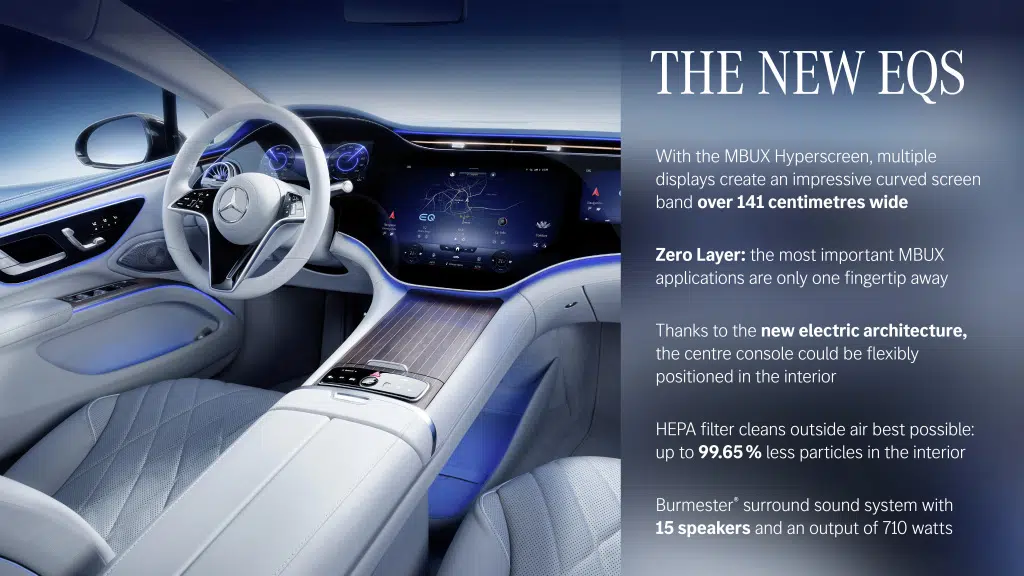 THE NEW EQS
With the MBUX Hyperscreen, multiple
displays create an impressive curved screen
band over 141 centimetres wide
Zero Layer: the most important MBUX
applications are only one fingertip away
Thanks to the new electric architecture,
the centre console could be flexibly
positioned in the interior
HEPA filter cleans outside air best possible:
up to 99.65 % less particles in the interior
Burmester® surround sound system with
15 speakers and an output of 710 watts
EQ